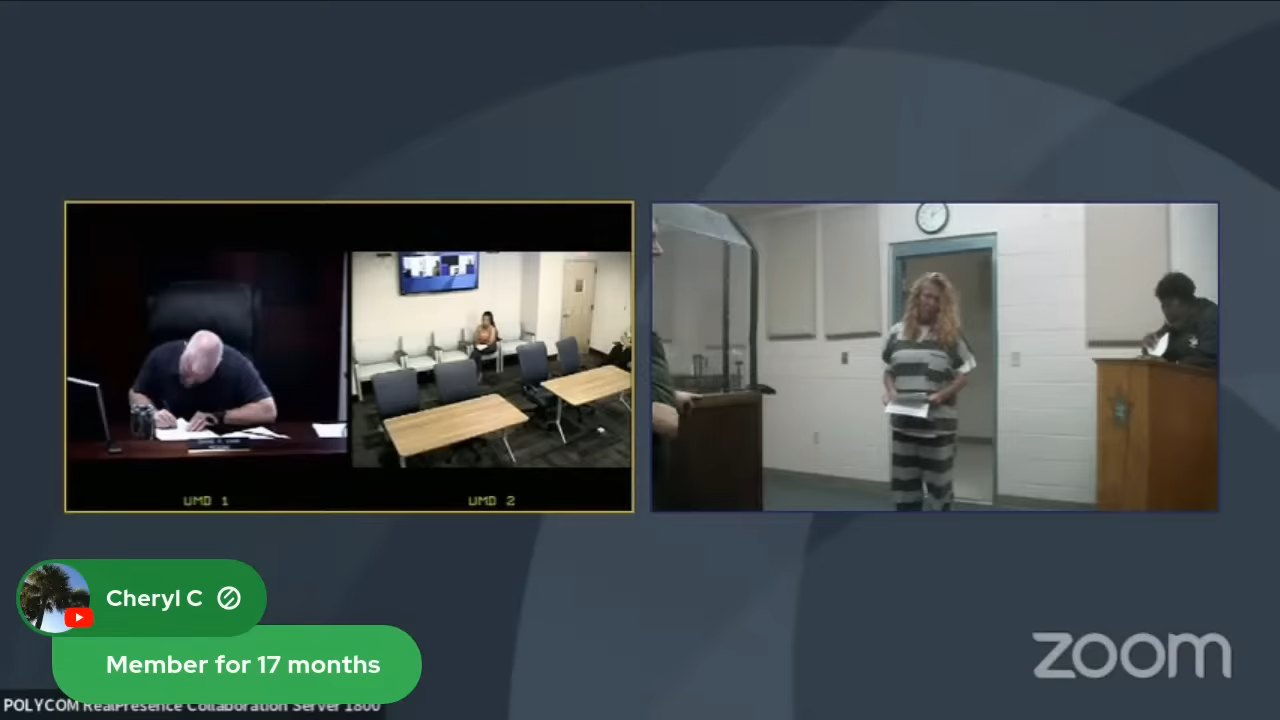 UMD 1
UMD 2
Cheryl C
Member for 17 months
zoom
POLYCOM RealPresence Collaboration Server 1800